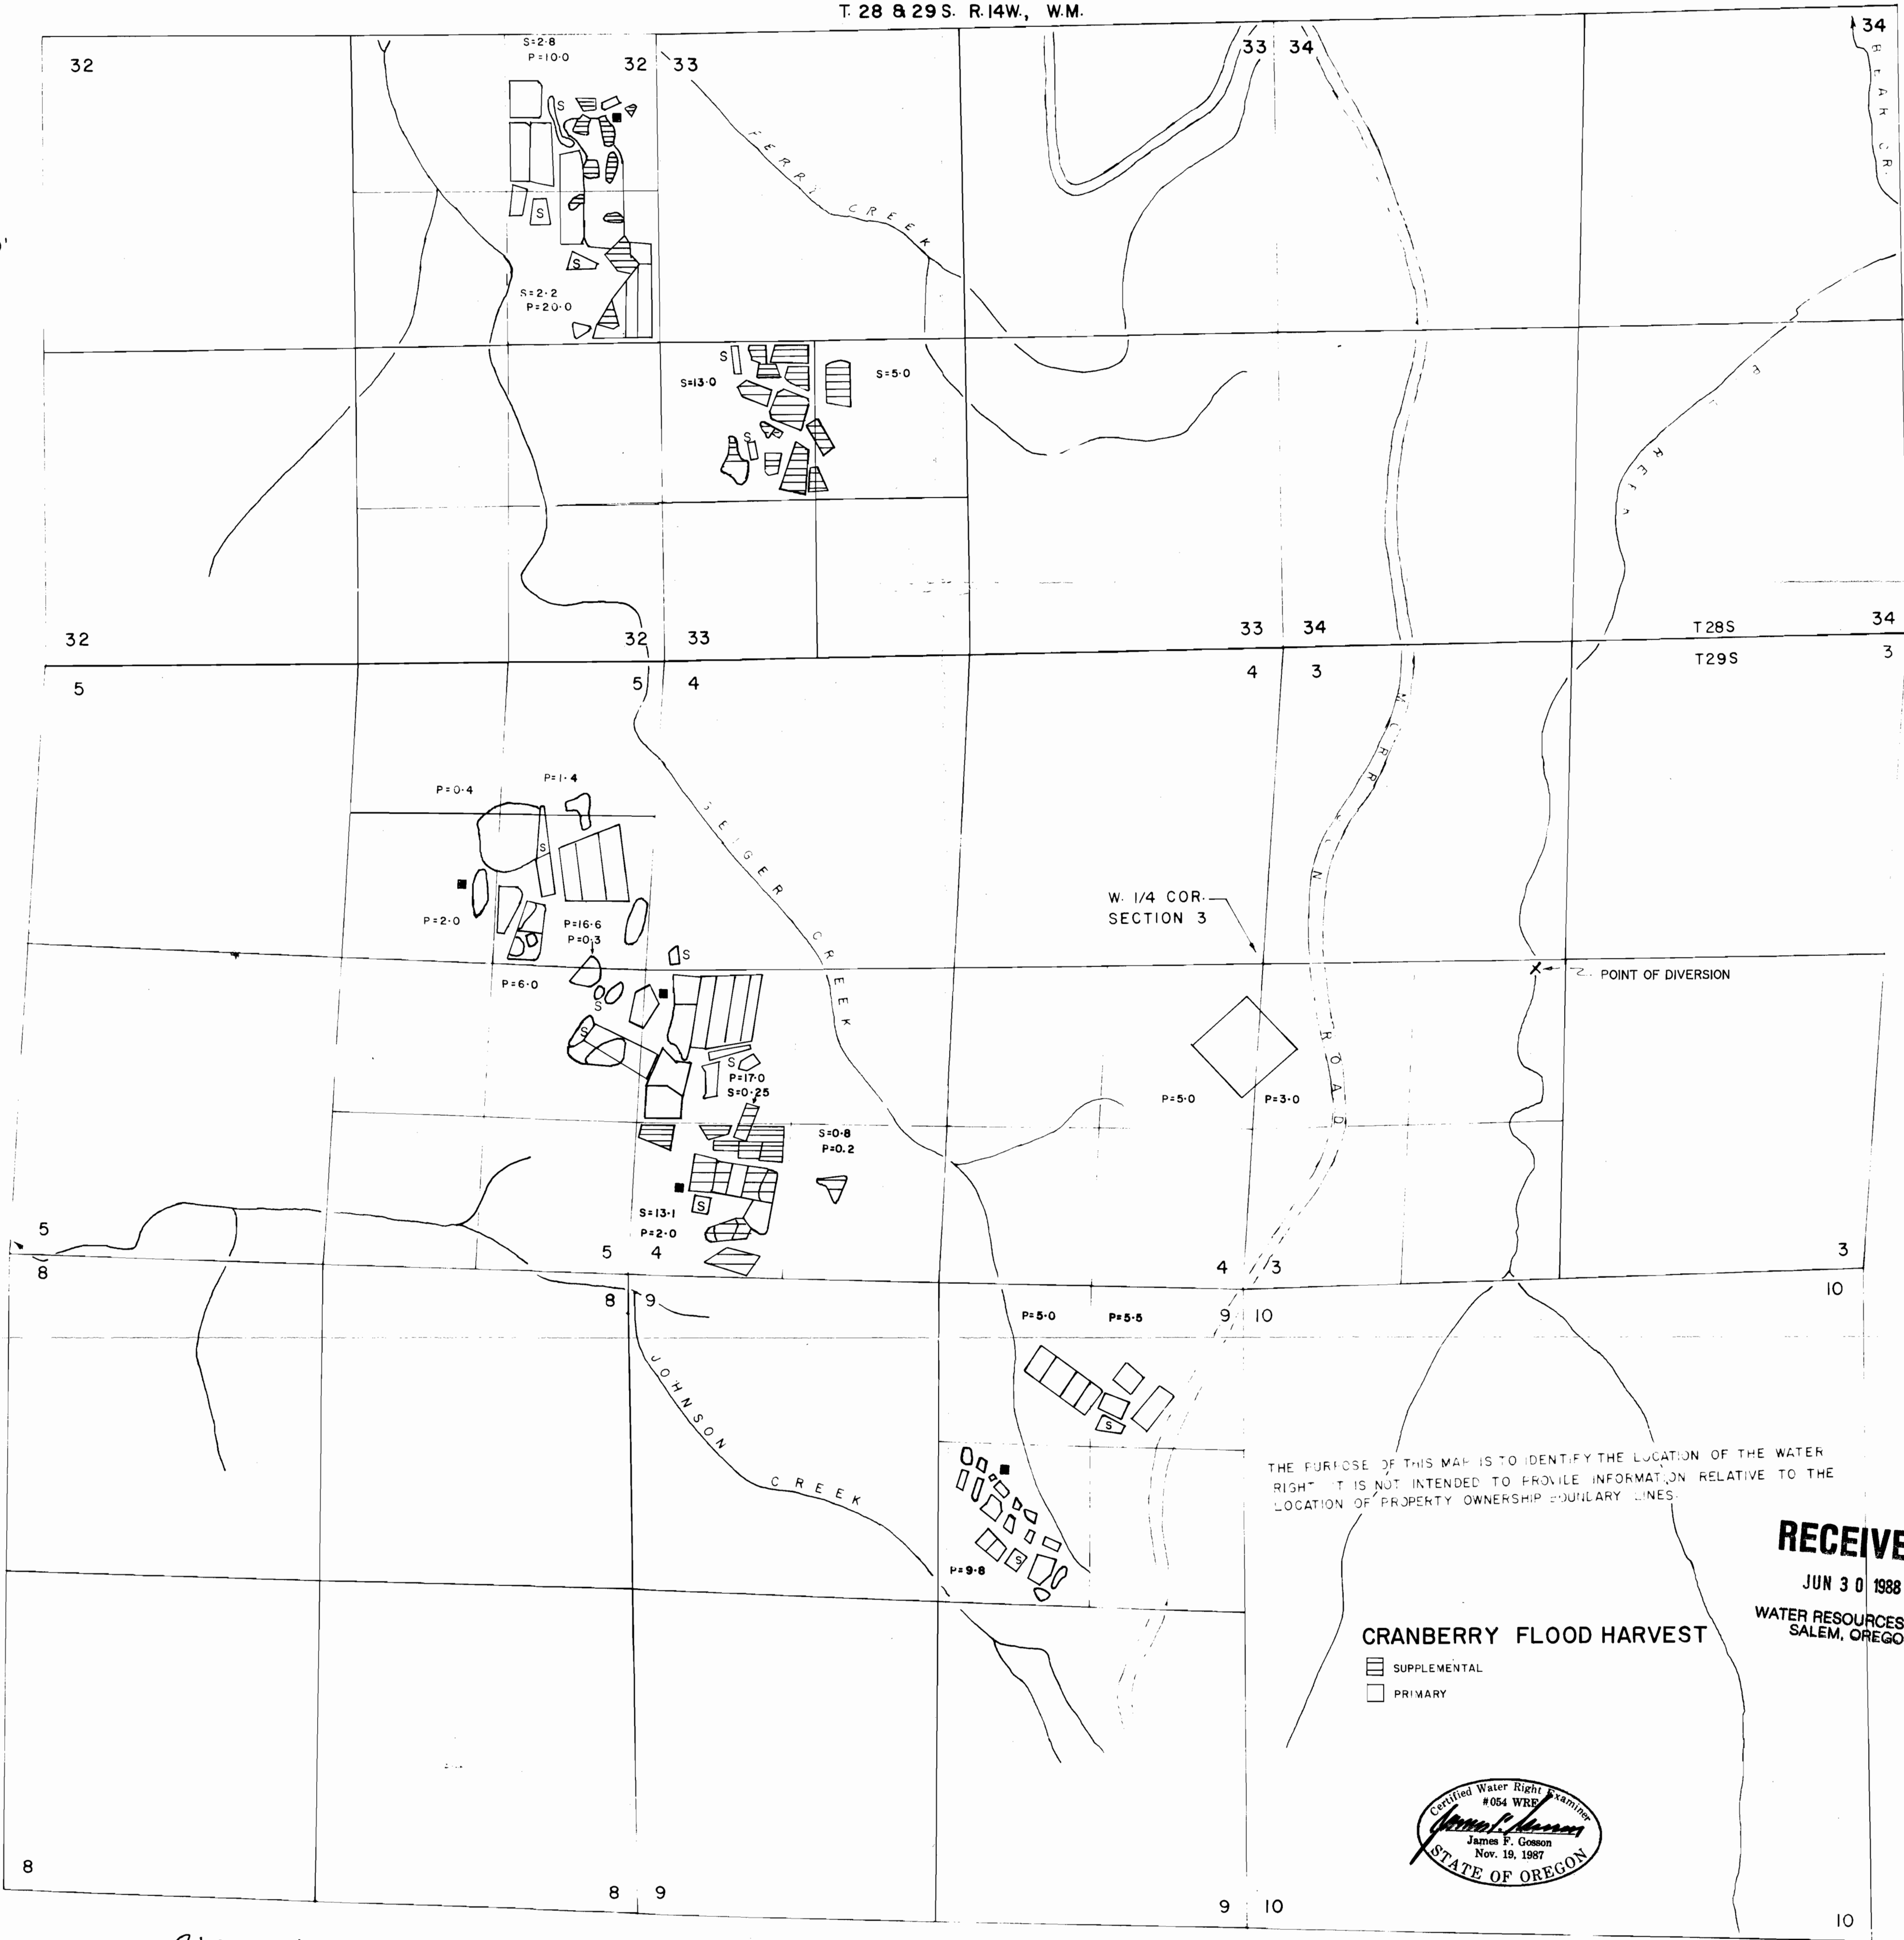 T. 28 & 29 S. R. 14W., W.M.
32
S=2.8
P=10.0
32 33
33 34
34
BEAR CR.
S
FERRY CREEK
S
S
S=2.2
P=20.0
S
S=13.0
S=5.0
S
32
32 33
33 34
T28S
34
5
5 4
4 3
T29S
3
P=0.4
P=1.4
S
GEIGER CREEK
W. 1/4 COR.
SECTION 3
P=2.0
P=16.6
P=0.3
S
P=6.0
POINT OF DIVERSION
S
S
S
P=17.0
S=0.25
P=5.0
P=3.0
ROAD
S=0.8
P=0.2
S
S=13.1
P=2.0
5
5 4
4 3
3
8
8 9
9 10
10
P=5.0
P=5.5
JOHNSON CREEK
S
S
P=9.8
THE PURPOSE OF THIS MAP IS TO IDENTIFY THE LOCATION OF THE WATER
RIGHT IT IS NOT INTENDED TO PROVIDE INFORMATION RELATIVE TO THE
LOCATION OF PROPERTY OWNERSHIP BOUNDARY LINES.
RECEIVE
JUN 30 1988
WATER RESOURCES
SALEM, OREGO
CRANBERRY FLOOD HARVEST
SUPPLEMENTAL
PRIMARY
Certified Water Right Examiner
#054 WRE
James F. Gosson
Nov. 19, 1987
STATE OF OREGON
8
8 9
9 10
10